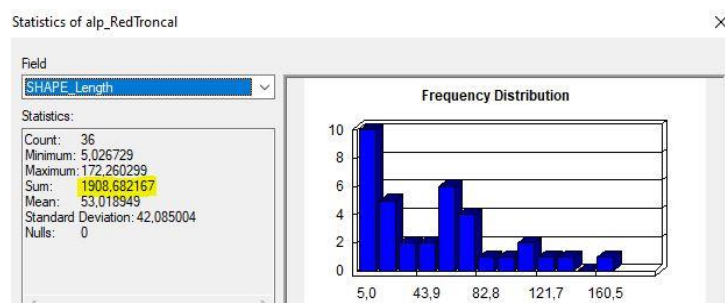 Statistics of alp_RedTroncal
Field
SHAPE_Length
Statistics:
Count: 36
Minimum: 5,026729
Maximum: 172,260299
Sum: 1908,682167
Mean: 53,018949
Standard Deviation: 42,085004
Nulls: 0
Frequency Distribution
10
8
6
4
2
0
5,0 43,9 82,8 121,7 160,5